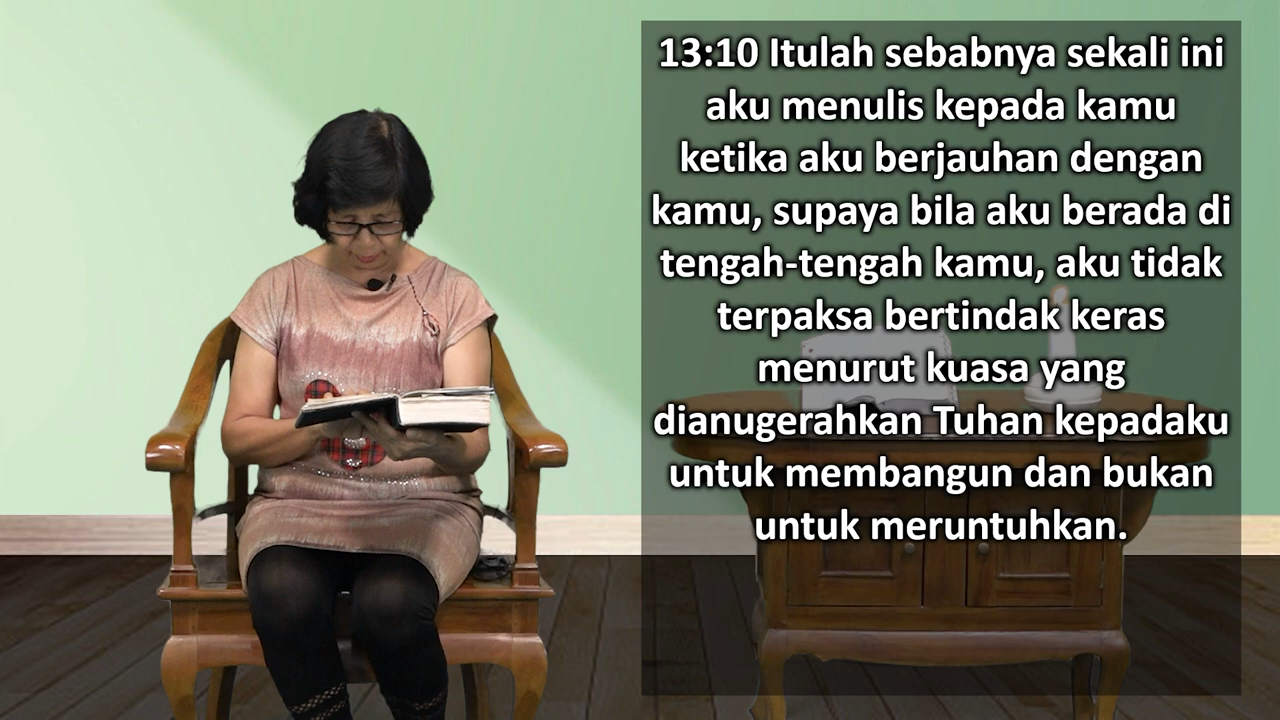 13:10 Itulah sebabnya sekali ini
aku menulis kepada kamu
ketika aku berjauhan dengan
kamu, supaya bila aku berada di
tengah-tengah kamu, aku tidak
terpaksa bertindak keras
menurut kuasa yang
dianugerahkan Tuhan kepadaku
untuk membangun dan bukan
untuk meruntuhkan.